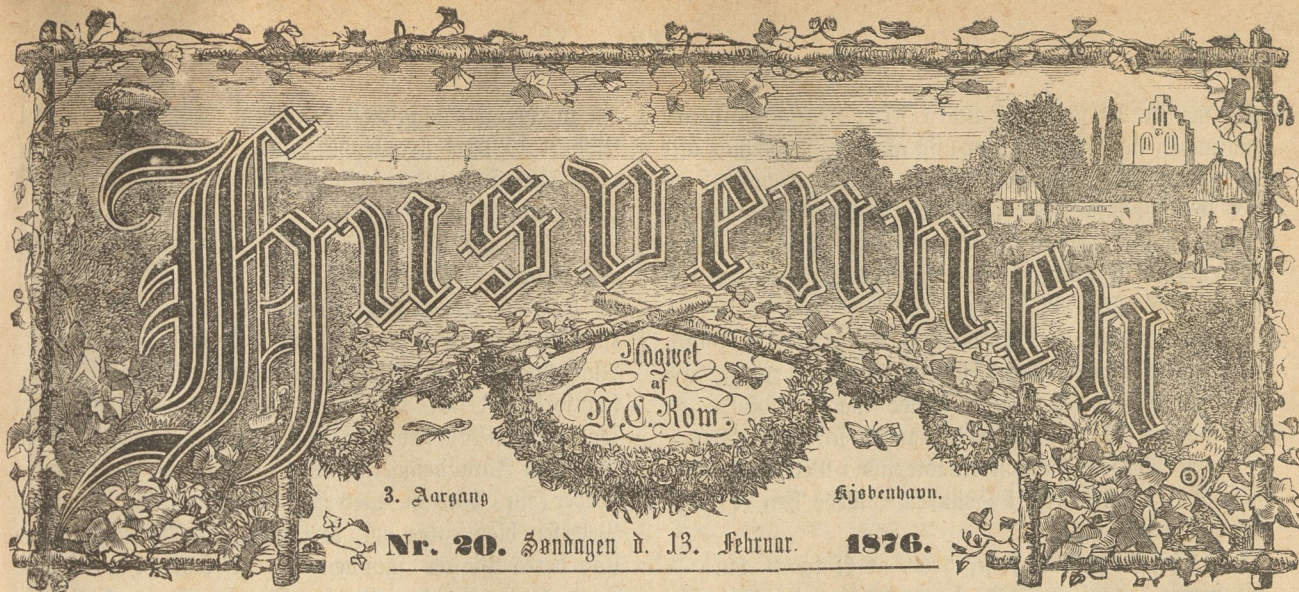 Husvennen
Udgivet
af
N. C. Rom.
3. Aargang
Kjøbenhavn.
Nr. 20. Søndagen d. 13. Februar. 1876.